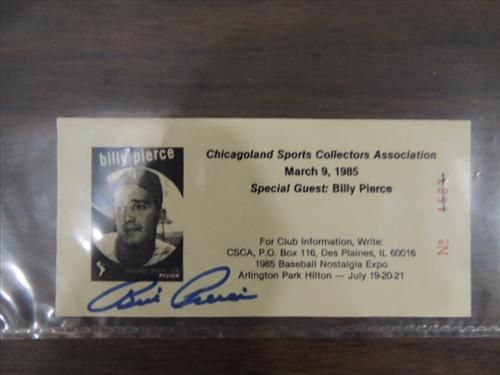 billy pierce
Chicagoland Sports Collectors Association
March 9, 1985
Special Guest: Billy Pierce
For Club Information, Write:
CSCA, P.O. Box 116, Des Plaines, IL 60016
1985 Baseball Nostalgia Expo
Arlington Park Hilton — July 19-20-21
PITCHER
Bill Pierce
No